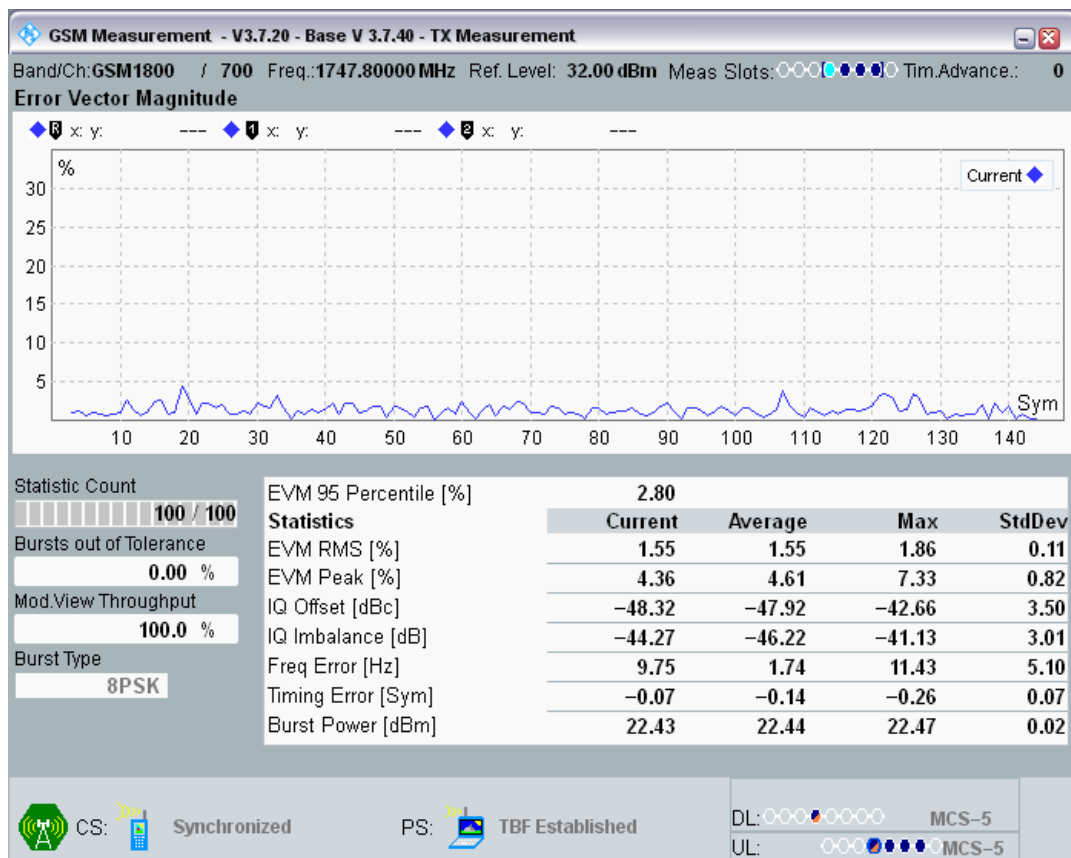 GSM Measurement - V3.7.20 - Base V 3.7.40 - TX Measurement
Band/Ch:GSM1800 / 700 Freq.:1747.80000 MHz Ref. Level: 32.00 dBm Meas Slots: Tim.Advance.: 0
Error Vector Magnitude
R x: y: --- 1 x: y: --- 2 x: y: ---
%
Current
30
25
20
15
10
5
Sym
10 20 30 40 50 60 70 80 90 100 110 120 130 140
Statistic Count
100 / 100
Bursts out of Tolerance
0.00 %
Mod.View Throughput
100.0 %
Burst Type
8PSK
EVM 95 Percentile [%] 2.80
Statistics Current Average Max StdDev
EVM RMS [%] 1.55 1.55 1.86 0.11
EVM Peak [%] 4.36 4.61 7.33 0.82
IQ Offset [dBc] −48.32 −47.92 −42.66 3.50
IQ Imbalance [dB] −44.27 −46.22 −41.13 3.01
Freq Error [Hz] 9.75 1.74 11.43 5.10
Timing Error [Sym] −0.07 −0.14 −0.26 0.07
Burst Power [dBm] 22.43 22.44 22.47 0.02
CS: Synchronized PS: TBF Established
DL: MCS−5
UL: MCS−5